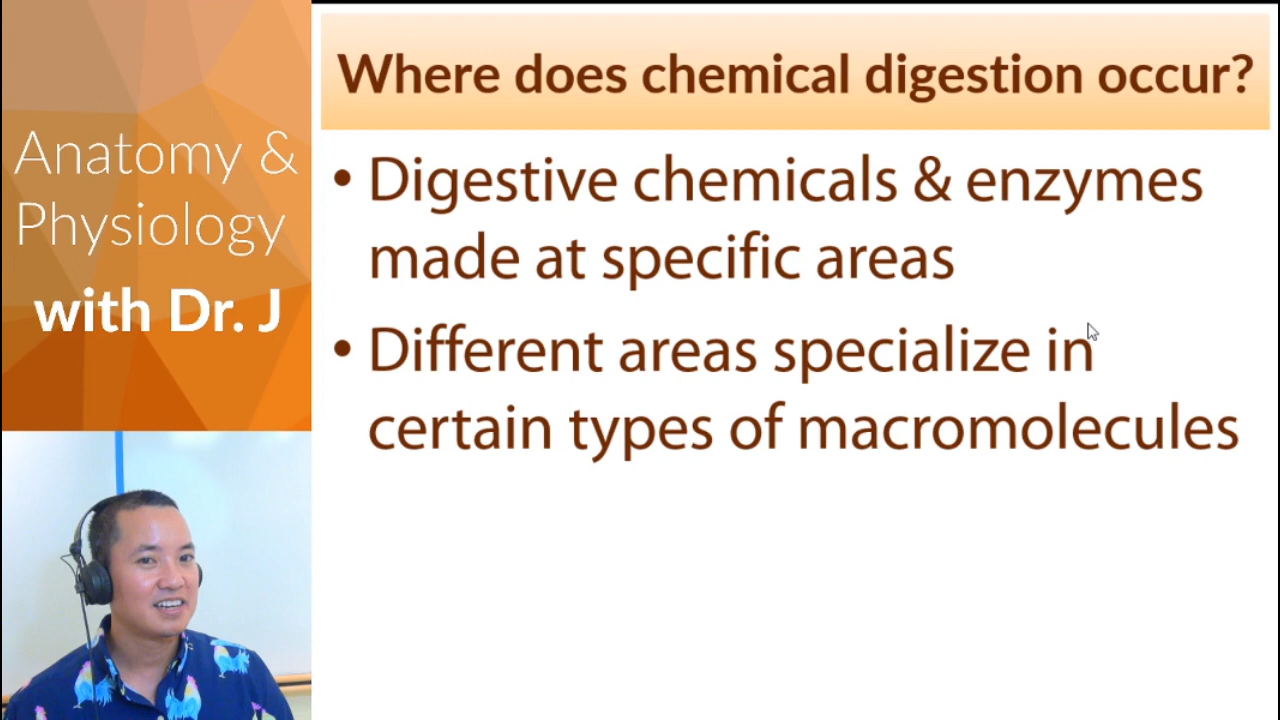 Anatomy &
Physiology
with Dr. J
Where does chemical digestion occur?
• Digestive chemicals & enzymes
made at specific areas
• Different areas specialize in
certain types of macromolecules